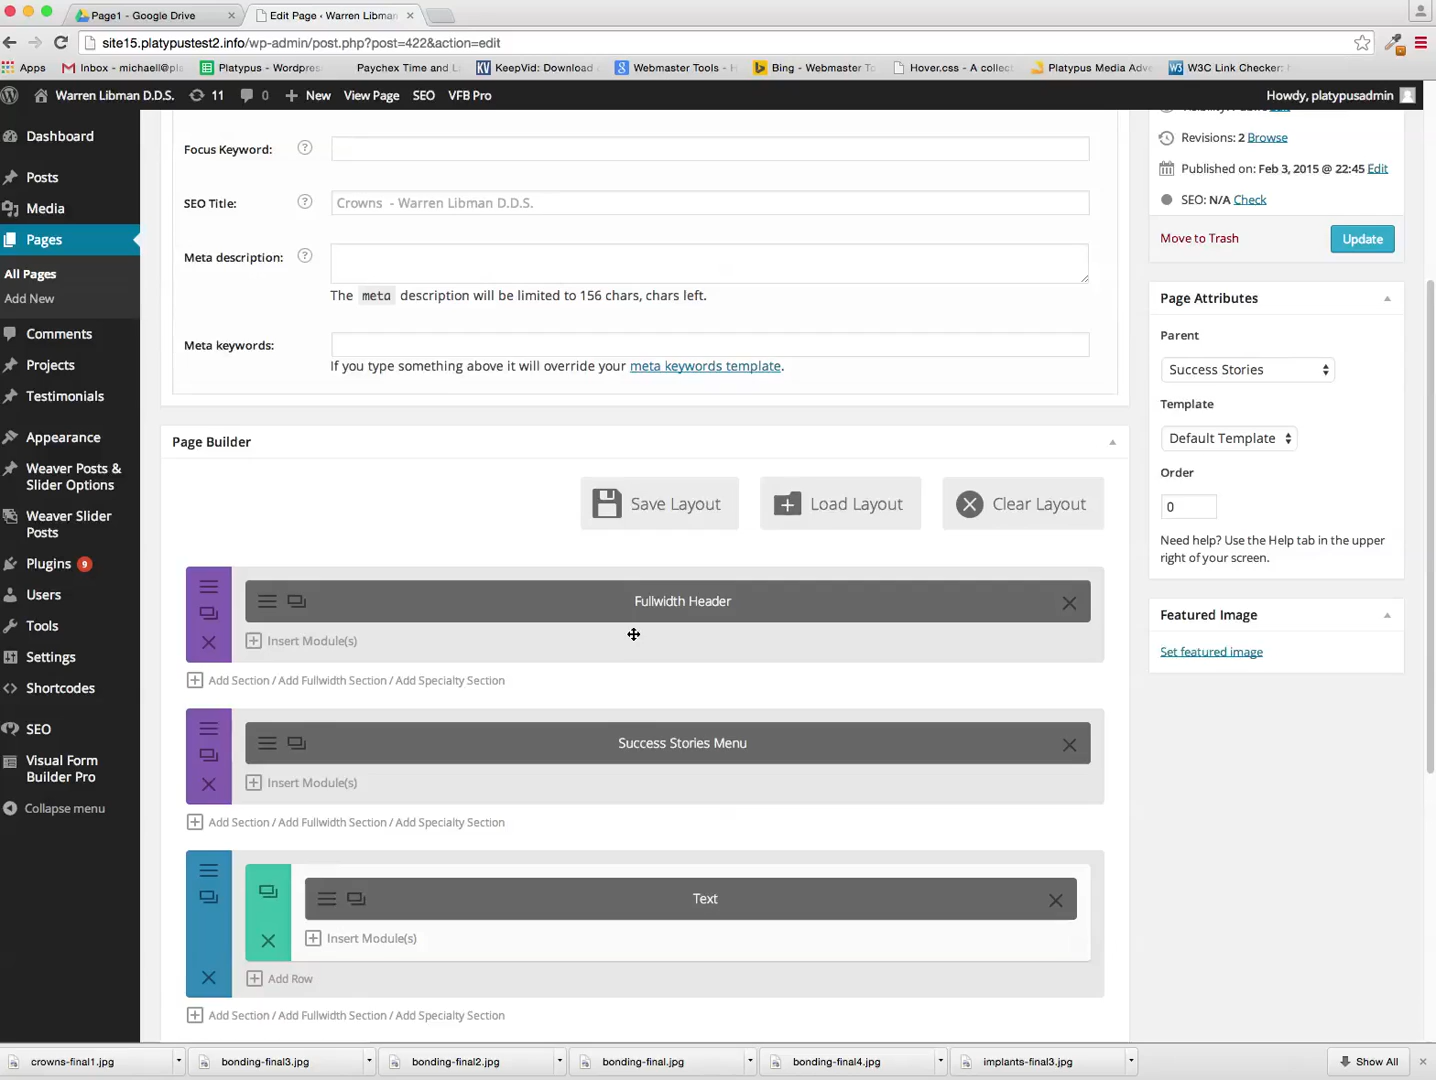 Page1 - Google Drive
Edit Page ‹ Warren Libman
site15.platypustest2.info/wp-admin/post.php?post=422&action=edit
Apps
Inbox - michaell@pl
Platypus - Wordpres
Paychex Time and L
KeepVid: Download
Webmaster Tools - H
Bing - Webmaster To
Hover.css - A collect
Platypus Media Adve
W3C Link Checker:
Warren Libman D.D.S.
11
0
New
View Page
SEO
VFB Pro
Howdy, platypusadmin
Dashboard
Posts
Media
Pages
All Pages
Add New
Comments
Projects
Testimonials
Appearance
Weaver Posts &
Slider Options
Weaver Slider
Posts
Plugins 9
Users
Tools
Settings
Shortcodes
SEO
Visual Form
Builder Pro
Collapse menu
Focus Keyword:
SEO Title:
Crowns - Warren Libman D.D.S.
Meta description:
The meta description will be limited to 156 chars, chars left.
Meta keywords:
If you type something above it will override your meta keywords template.
Page Builder
Save Layout
Load Layout
Clear Layout
Fullwidth Header
Insert Module(s)
Add Section / Add Fullwidth Section / Add Specialty Section
Success Stories Menu
Insert Module(s)
Add Section / Add Fullwidth Section / Add Specialty Section
Text
Insert Module(s)
Add Row
Add Section / Add Fullwidth Section / Add Specialty Section
Revisions: 2 Browse
Published on: Feb 3, 2015 @ 22:45 Edit
SEO: N/A Check
Move to Trash
Update
Page Attributes
Parent
Success Stories
Template
Default Template
Order
0
Need help? Use the Help tab in the upper
right of your screen.
Featured Image
Set featured image
crowns-final1.jpg
bonding-final3.jpg
bonding-final2.jpg
bonding-final.jpg
bonding-final4.jpg
implants-final3.jpg
Show All